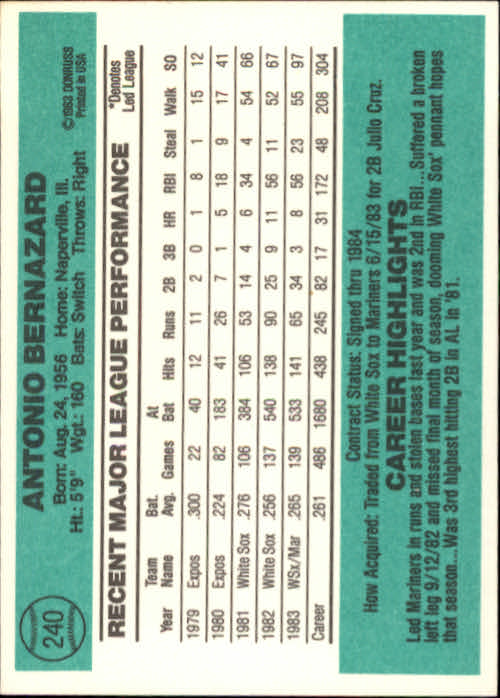 240
ANTONIO BERNAZARD
Born: Aug. 24, 1956 Home: Naperville, Ill.
Ht.: 5'9" Wgt.: 160 Bats: Switch Throws: Right
©1983 DONRUSS
Printed in USA
RECENT MAJOR LEAGUE PERFORMANCE
*Denotes
Led League
Team Bat. At
Year Name Avg. Games Bat Hits Runs 2B 3B HR RBI Steal Walk SO
1979 Expos .300 22 40 12 11 2 0 1 8 1 15 12
1980 Expos .224 82 183 41 26 7 1 5 18 9 17 41
1981 White Sox .276 106 384 106 53 14 4 6 34 4 54 66
1982 White Sox .256 137 540 138 90 25 9 11 56 11 52 67
1983 WSx/Mar .265 139 533 141 65 34 3 8 56 23 55 97
Career .261 486 1680 438 245 82 17 31 172 48 208 304
Contract Status: Signed thru 1984
How Acquired: Traded from White Sox to Mariners 6/15/83 for 2B Julio Cruz.
CAREER HIGHLIGHTS
Led Mariners in runs and stolen bases last year and was 2nd in RBI...Suffered a broken
left leg 9/12/82 and missed final month of season, dooming White Sox' pennant hopes
that season...Was 3rd highest hitting 2B in AL in '81.